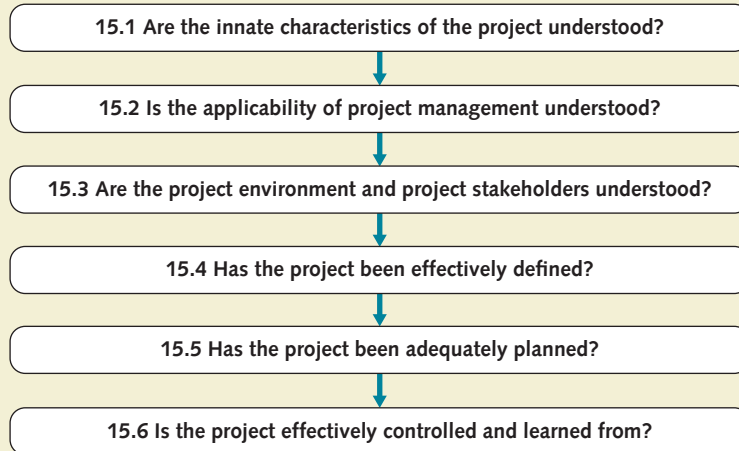 15.1 Are the innate characteristics of the project understood?
15.2 Is the applicability of project management understood?
15.3 Are the project environment and project stakeholders understood?
15.4 Has the project been effectively defined?
15.5 Has the project been adequately planned?
15.6 Is the project effectively controlled and learned from?